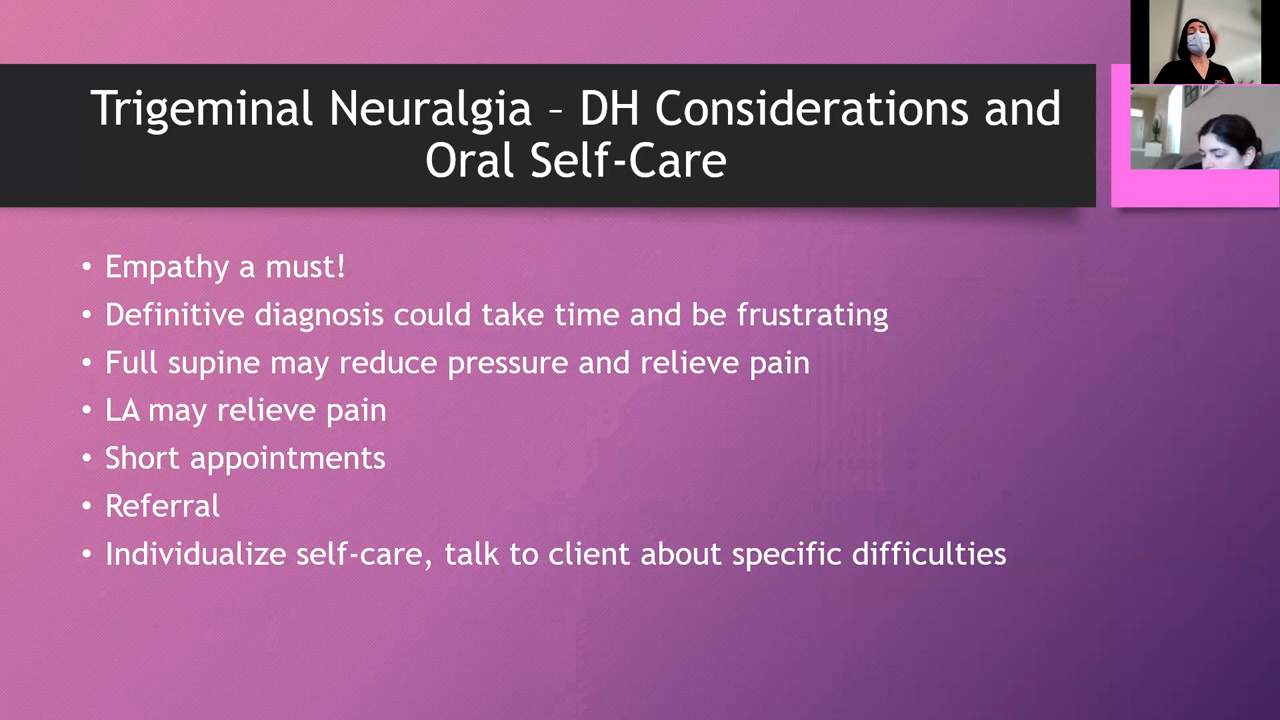 Trigeminal Neuralgia – DH Considerations and
Oral Self-Care
• Empathy a must!
• Definitive diagnosis could take time and be frustrating
• Full supine may reduce pressure and relieve pain
• LA may relieve pain
• Short appointments
• Referral
• Individualize self-care, talk to client about specific difficulties